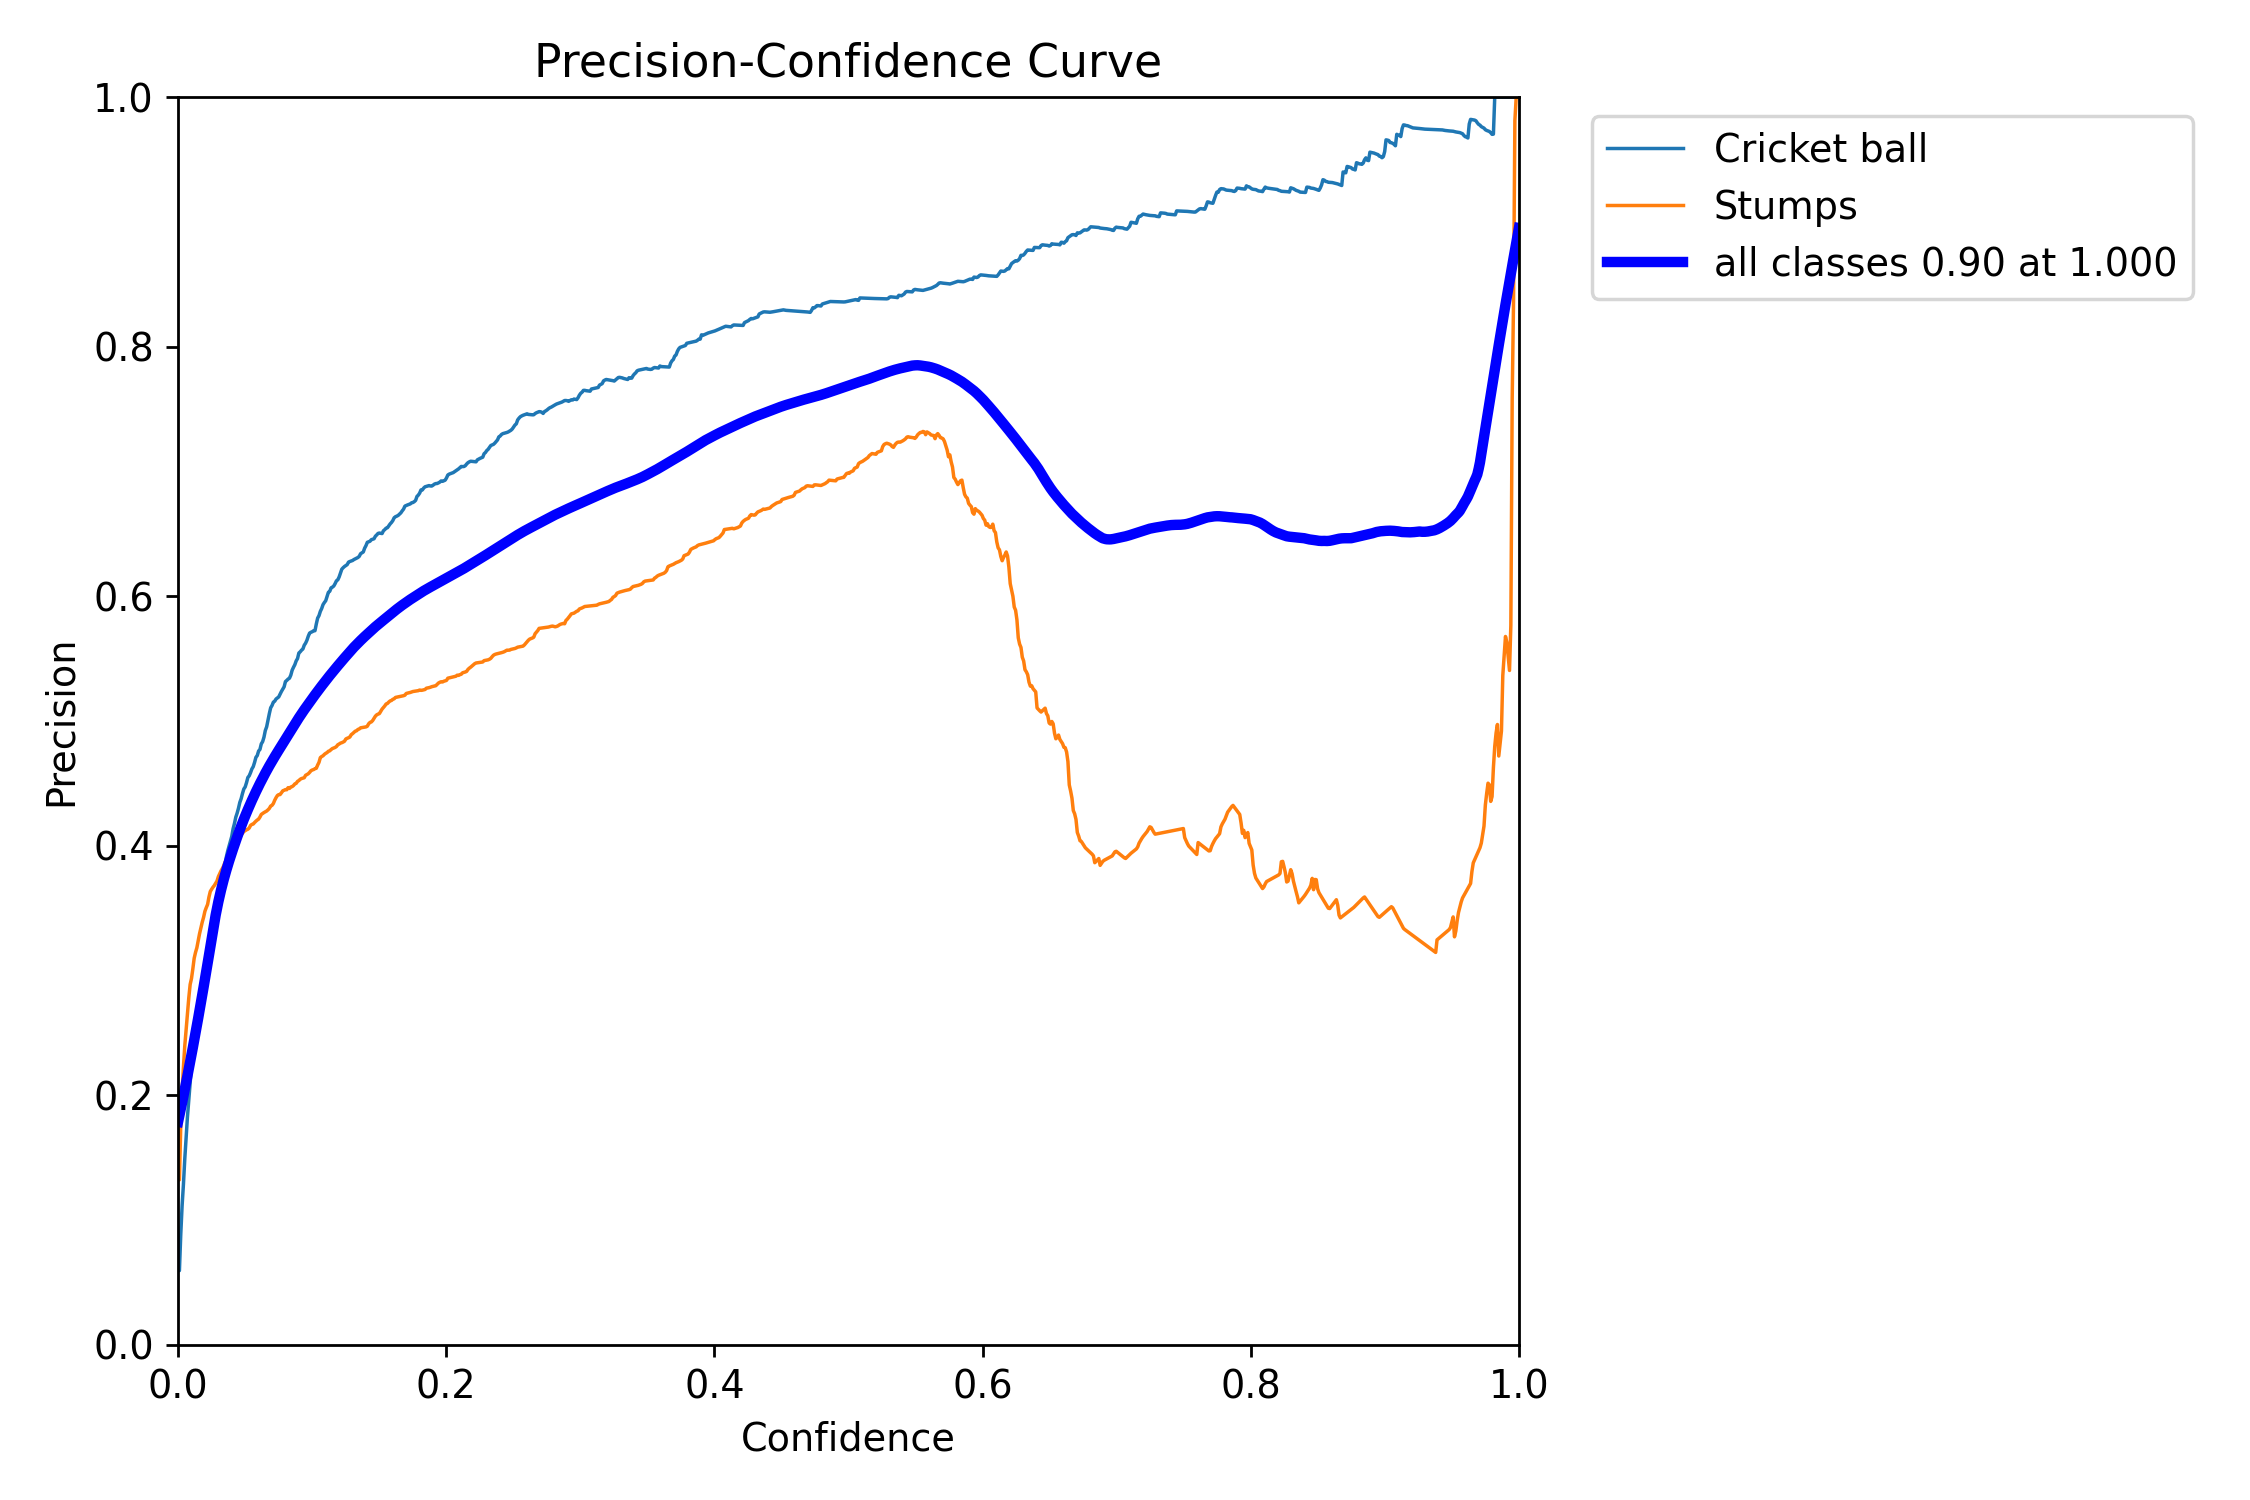 Precision-Confidence Curve
1.0
0.8
0.6
0.4
0.2
0.0
Precision
0.0 0.2 0.4 0.6 0.8 1.0
Confidence
Cricket ball
Stumps
all classes 0.90 at 1.000